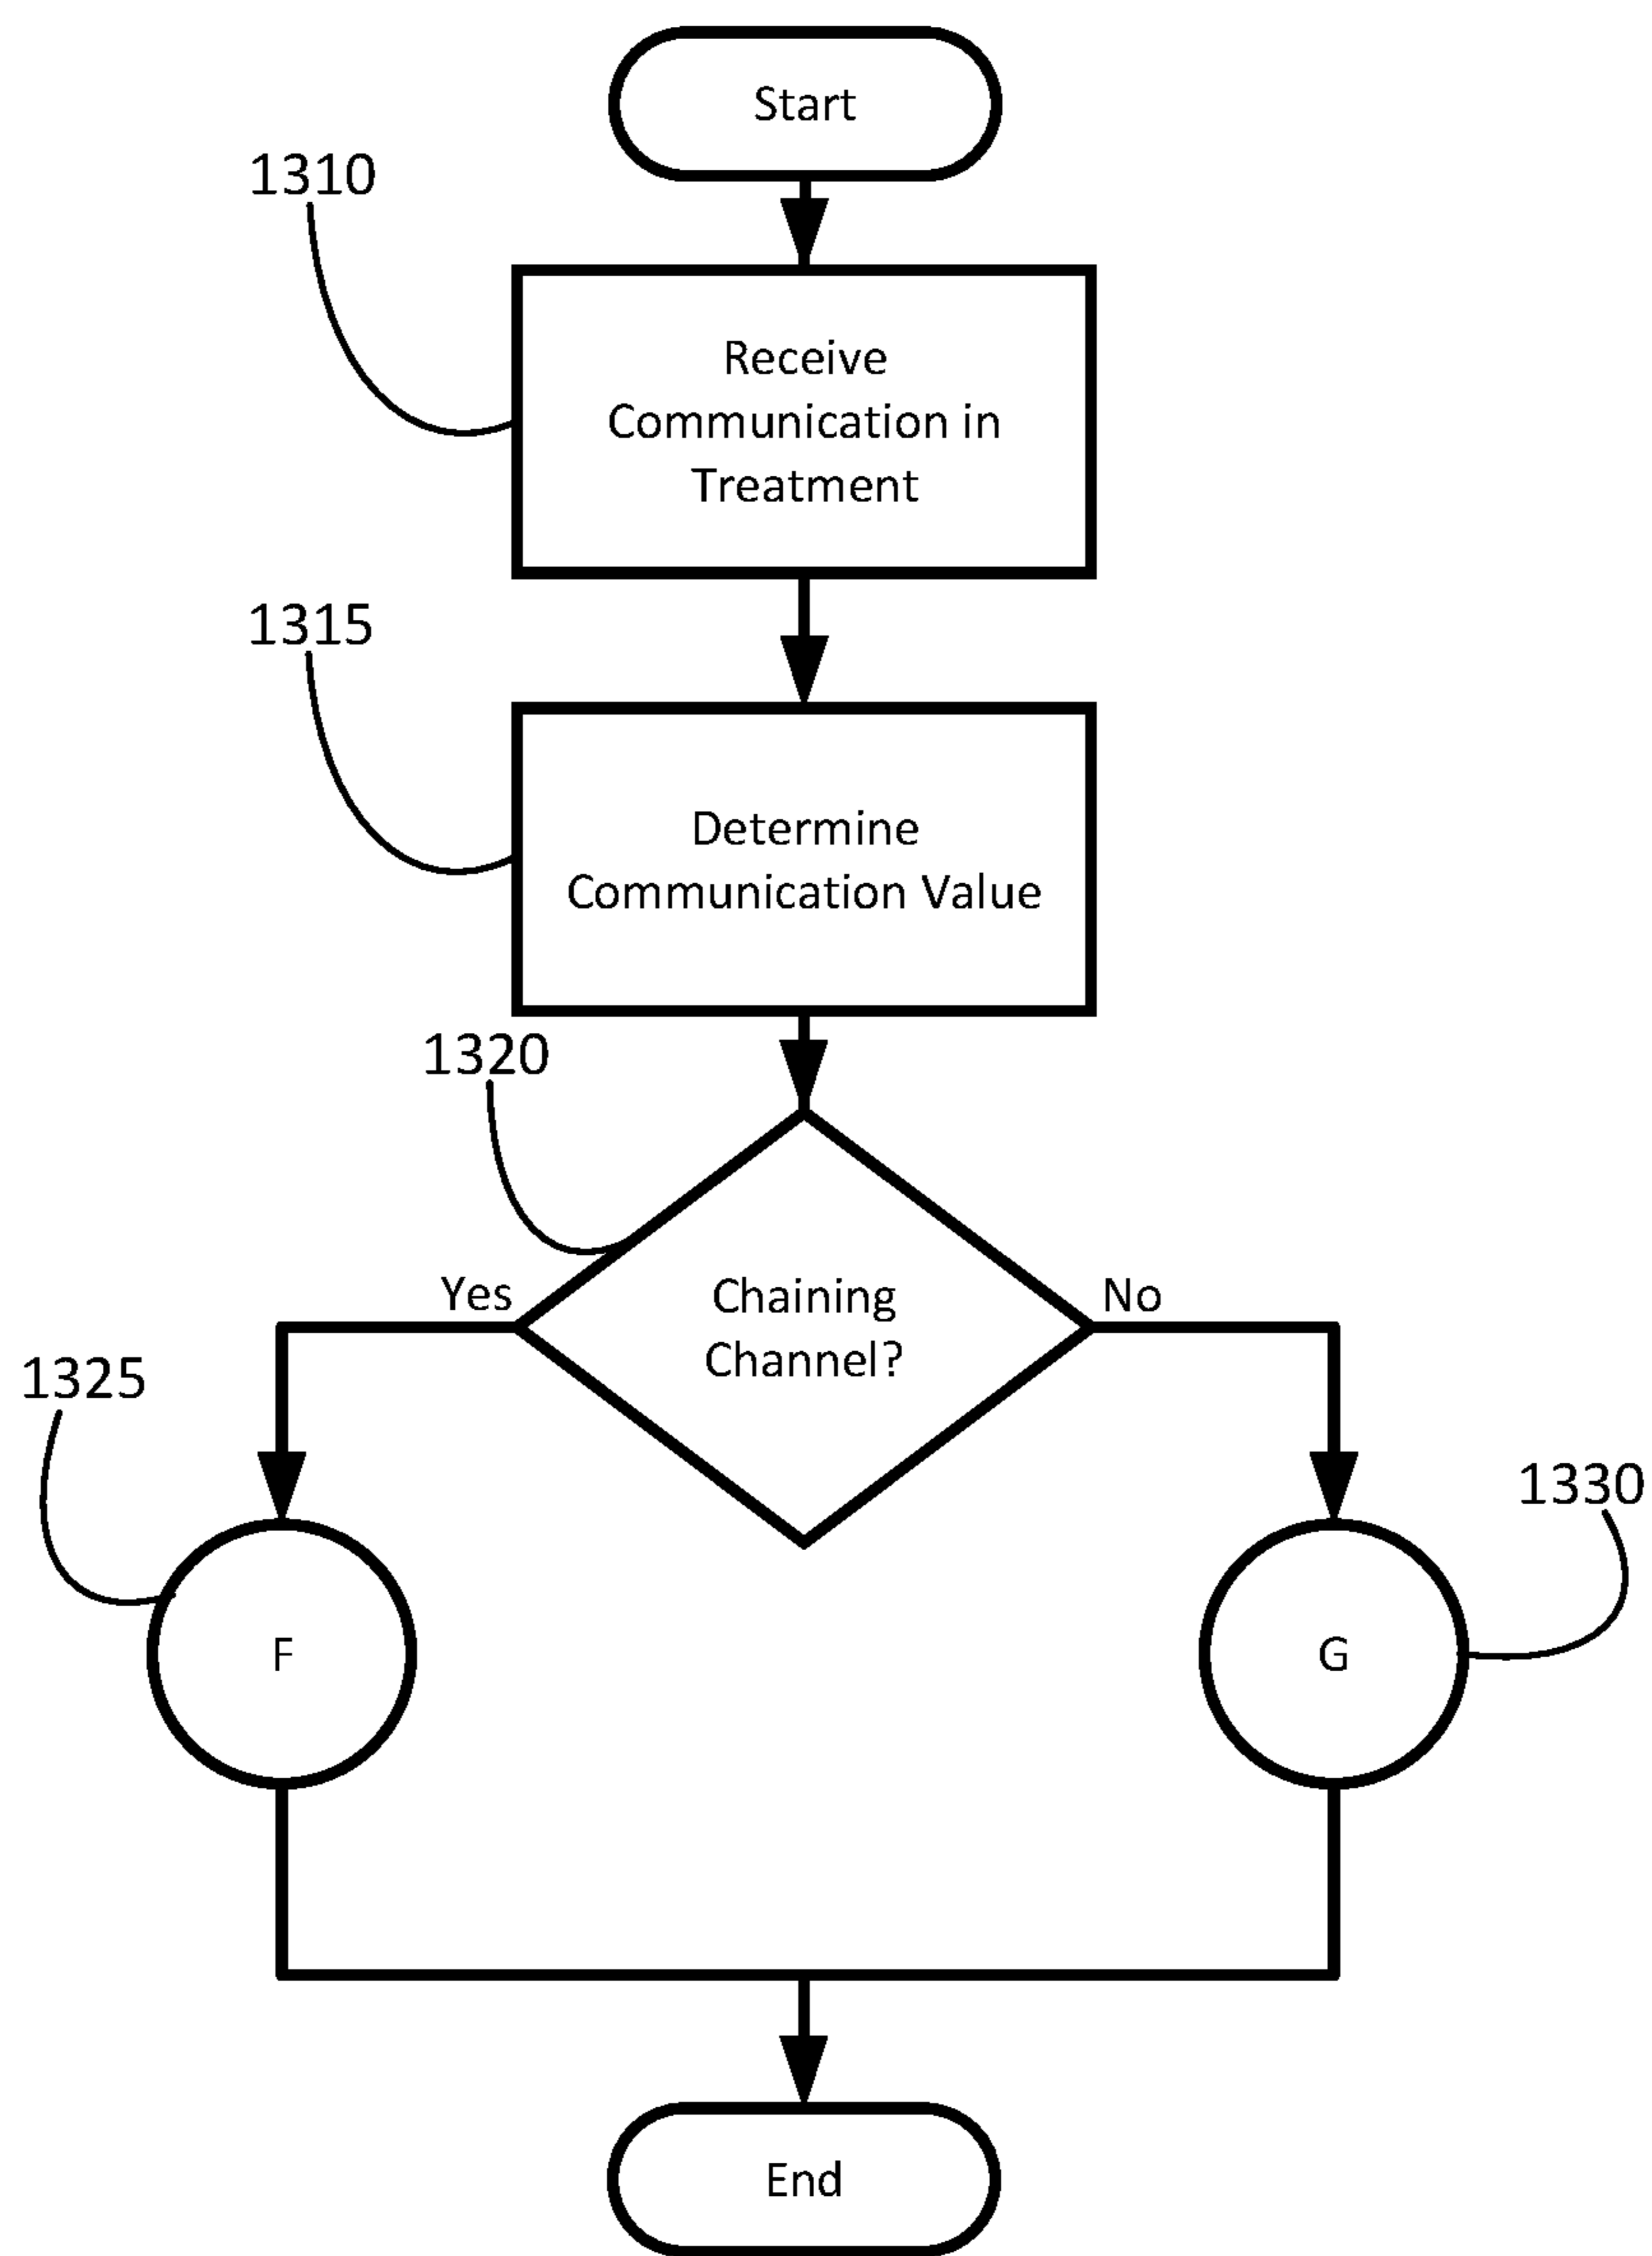 Start
1310
Receive
Communication in
Treatment
1315
Determine
Communication Value
1320
Yes
Chaining
Channel?
No
1325
1330
F
G
End